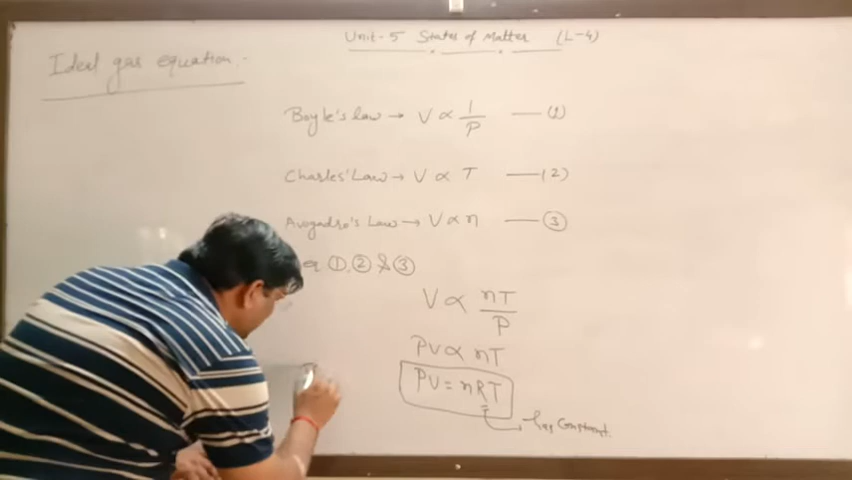 Unit-5 States of Matter (L-4)
Ideal gas equation:-
Boyle's law → V ∝ 1/P —(1)
Charles' Law → V ∝ T —(2)
Avogadro's Law → V ∝ n —③
①, ② & ③
V ∝ nT/P
PV ∝ nT
PV = nRT
→ Gas Constant.